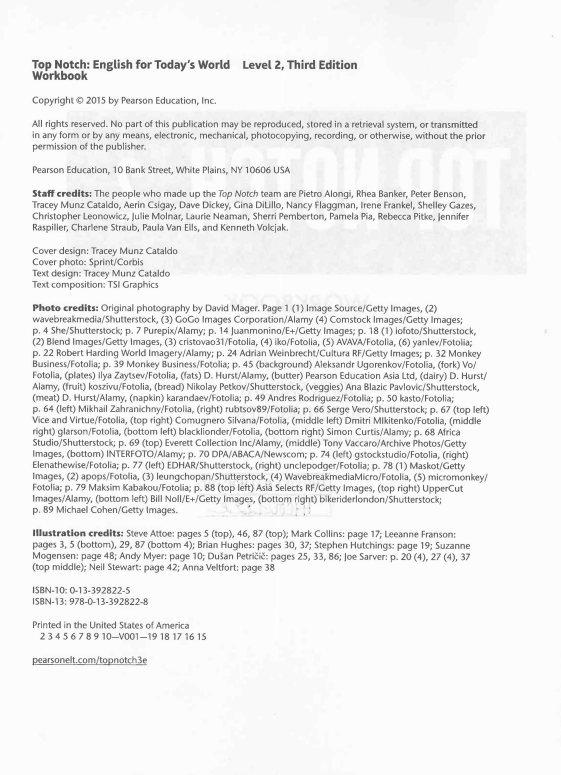 Top Notch: English for Today's World Level 2, Third Edition
Workbook
Copyright © 2015 by Pearson Education, Inc.
All rights reserved. No part of this publication may be reproduced, stored in a retrieval system, or transmitted
in any form or by any means, electronic, mechanical, photocopying, recording, or otherwise, without the prior
permission of the publisher.
Pearson Education, 10 Bank Street, White Plains, NY 10606 USA
Staff credits: The people who made up the Top Notch team are Pietro Alongi, Rhea Banker, Peter Benson,
Tracey Munz Cataldo, Aerin Csigay, Dave Dickey, Gina DiLillo, Nancy Flaggman, Irene Frankel, Shelley Gazes,
Christopher Leonowicz, Julie Molnar, Laurie Neaman, Sherri Pemberton, Pamela Pia, Rebecca Pitke, Jennifer
Raspiller, Charlene Straub, Paula Van Ells, and Kenneth Volcjak.
Cover design: Tracey Munz Cataldo
Cover photo: Sprint/Corbis
Text design: Tracey Munz Cataldo
Text composition: TSI Graphics
Photo credits: Original photography by David Mager. Page 1 (1) Image Source/Getty Images, (2)
wavebreakmedia/Shutterstock, (3) GoGo Images Corporation/Alamy (4) Comstock Images/Getty Images;
p. 4 She/Shutterstock; p. 7 Purepix/Alamy; p. 14 Juanmonino/E+/Getty Images; p. 18 (1) iofoto/Shutterstock,
(2) Blend Images/Getty Images, (3) cristovao31/Fotolia, (4) iko/Fotolia, (5) AVAVA/Fotolia, (6) yanlev/Fotolia;
p. 22 Robert Harding World Imagery/Alamy; p. 24 Adrian Weinbrecht/Cultura RF/Getty Images; p. 32 Monkey
Business/Fotolia; p. 39 Monkey Business/Fotolia; p. 45 (background) Aleksandr Ugorenkov/Fotolia, (fork) Vo/
Fotolia, (plates) Ilya Zaytsev/Fotolia, (fats) D. Hurst/Alamy, (butter) Pearson Education Asia Ltd, (dairy) D. Hurst/
Alamy, (fruit) koszivu/Fotolia, (bread) Nikolay Petkov/Shutterstock, (veggies) Ana Blazic Pavlovic/Shutterstock,
(meat) D. Hurst/Alamy, (napkin) karandaev/Fotolia; p. 49 Andres Rodriguez/Fotolia; p. 50 kasto/Fotolia;
p. 64 (left) Mikhail Zahranichny/Fotolia, (right) rubtsov89/Fotolia; p. 66 Serge Vero/Shutterstock; p. 67 (top left)
Vice and Virtue/Fotolia, (top right) Comugnero Silvana/Fotolia, (middle left) Dmitri MIkitenko/Fotolia, (middle
right) glarson/Fotolia, (bottom left) blacklionder/Fotolia, (bottom right) Simon Curtis/Alamy; p. 68 Africa
Studio/Shutterstock; p. 69 (top) Everett Collection Inc/Alamy, (middle) Tony Vaccaro/Archive Photos/Getty
Images, (bottom) INTERFOTO/Alamy; p. 70 DPA/ABACA/Newscom; p. 74 (left) gstockstudio/Fotolia, (right)
Elenathewise/Fotolia; p. 77 (left) EDHAR/Shutterstock, (right) unclepodger/Fotolia; p. 78 (1) Maskot/Getty
Images, (2) apops/Fotolia, (3) leungchopan/Shutterstock, (4) WavebreakmediaMicro/Fotolia, (5) micromonkey/
Fotolia; p. 79 Maksim Kabakou/Fotolia; p. 88 (top left) Asia Selects RF/Getty Images, (top right) UpperCut
Images/Alamy, (bottom left) Bill Noll/E+/Getty Images, (bottom right) bikeriderlondon/Shutterstock;
p. 89 Michael Cohen/Getty Images.
Illustration credits: Steve Attoe: pages 5 (top), 46, 87 (top); Mark Collins: page 17; Leeanne Franson:
pages 3, 5 (bottom), 29, 87 (bottom 4); Brian Hughes: pages 30, 37; Stephen Hutchings: page 19; Suzanne
Mogensen: page 48; Andy Myer: page 10; Dušan Petričić: pages 25, 33, 86; Joe Sarver: p. 20 (4), 27 (4), 37
(top middle); Neil Stewart: page 42; Anna Veltfort: page 38
ISBN-10: 0-13-392822-5
ISBN-13: 978-0-13-392822-8
Printed in the United States of America
2 3 4 5 6 7 8 9 10—V001—19 18 17 16 15
pearsonelt.com/topnotch3e